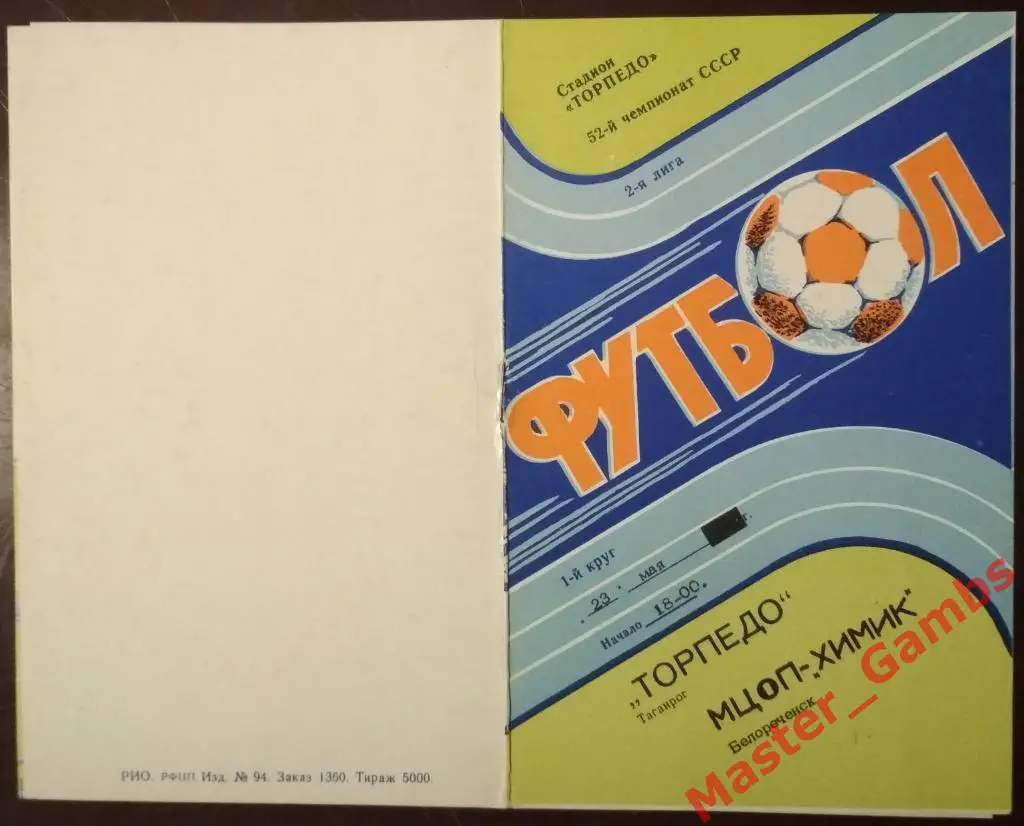 Стадион
«ТОРПЕДО»
52-й чемпионат СССР
2-я лига
ФУТБОЛ
1-й круг
23 мая г.
Начало 18-00.
„ТОРПЕДО"
Таганрог
МЦОП-„ХИМИК"
Белореченск
РИО. РФЦП. Изд. № 94. Заказ 1360. Тираж 5000
Master_Gambs